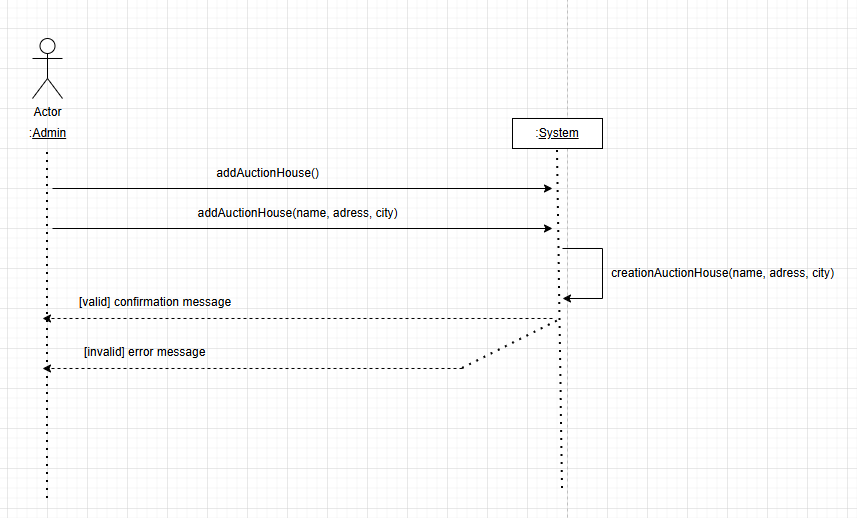 Actor
:Admin
:System
addAuctionHouse()
addAuctionHouse(name, adress, city)
creationAuctionHouse(name, adress, city)
[valid] confirmation message
[invalid] error message